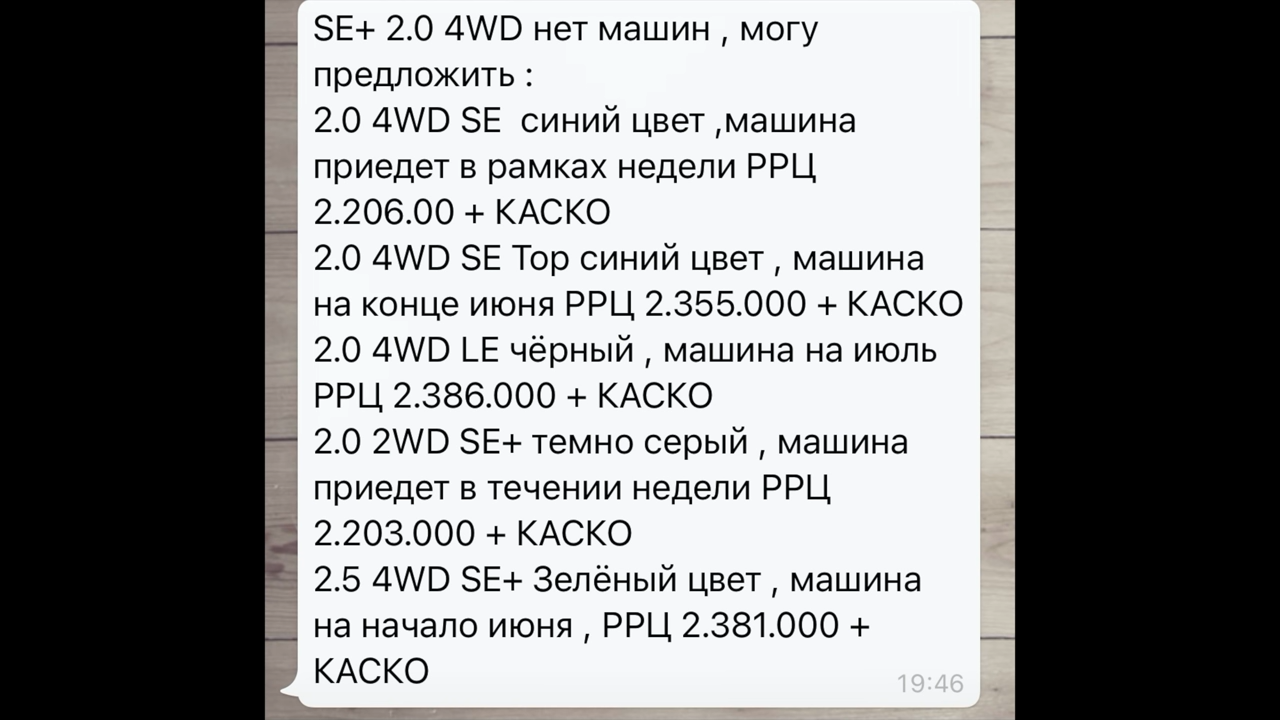 SE+ 2.0 4WD нет машин , могу
предложить :
2.0 4WD SE  синий цвет ,машина
приедет в рамках недели РРЦ
2.206.00 + КАСКО
2.0 4WD SE Top синий цвет , машина
на конце июня РРЦ 2.355.000 + КАСКО
2.0 4WD LE чёрный , машина на июль
РРЦ 2.386.000 + КАСКО
2.0 2WD SE+ темно серый , машина
приедет в течении недели РРЦ
2.203.000 + КАСКО
2.5 4WD SE+ Зелёный цвет , машина
на начало июня , РРЦ 2.381.000 +
КАСКО
19:46